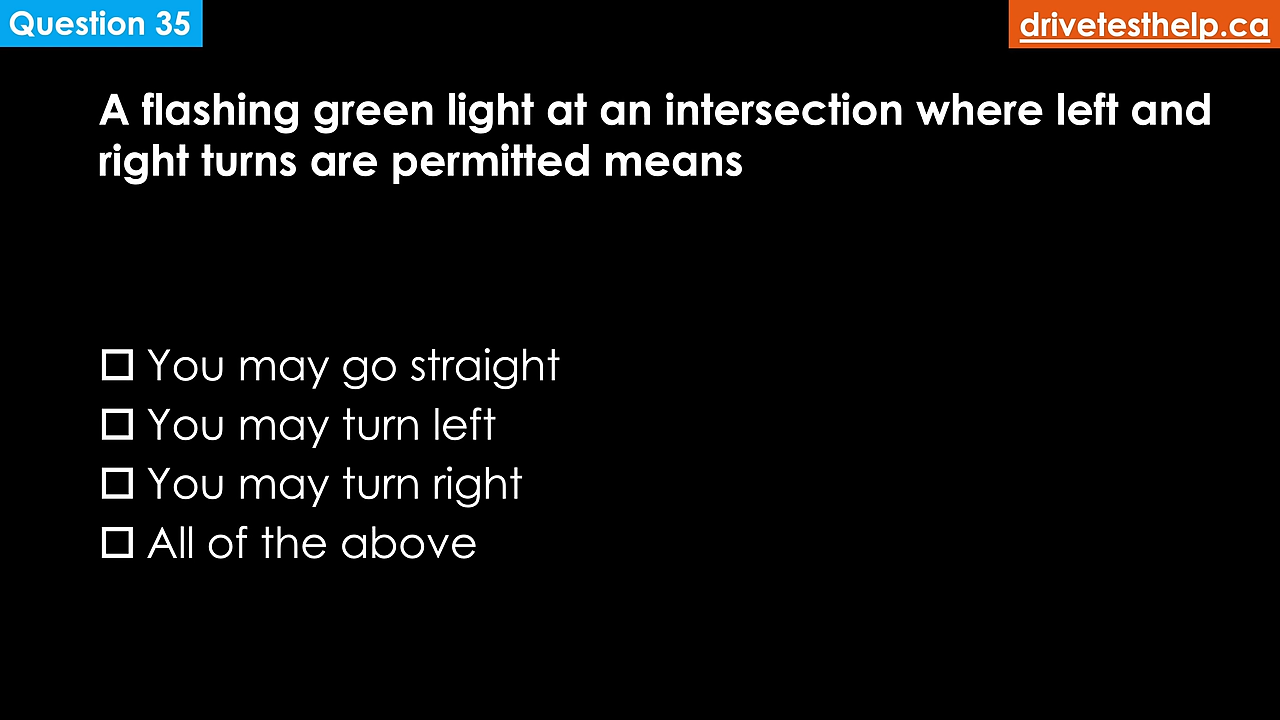 Question 35
drivetesthelp.ca
A flashing green light at an intersection where left and
right turns are permitted means
You may go straight
You may turn left
You may turn right
All of the above